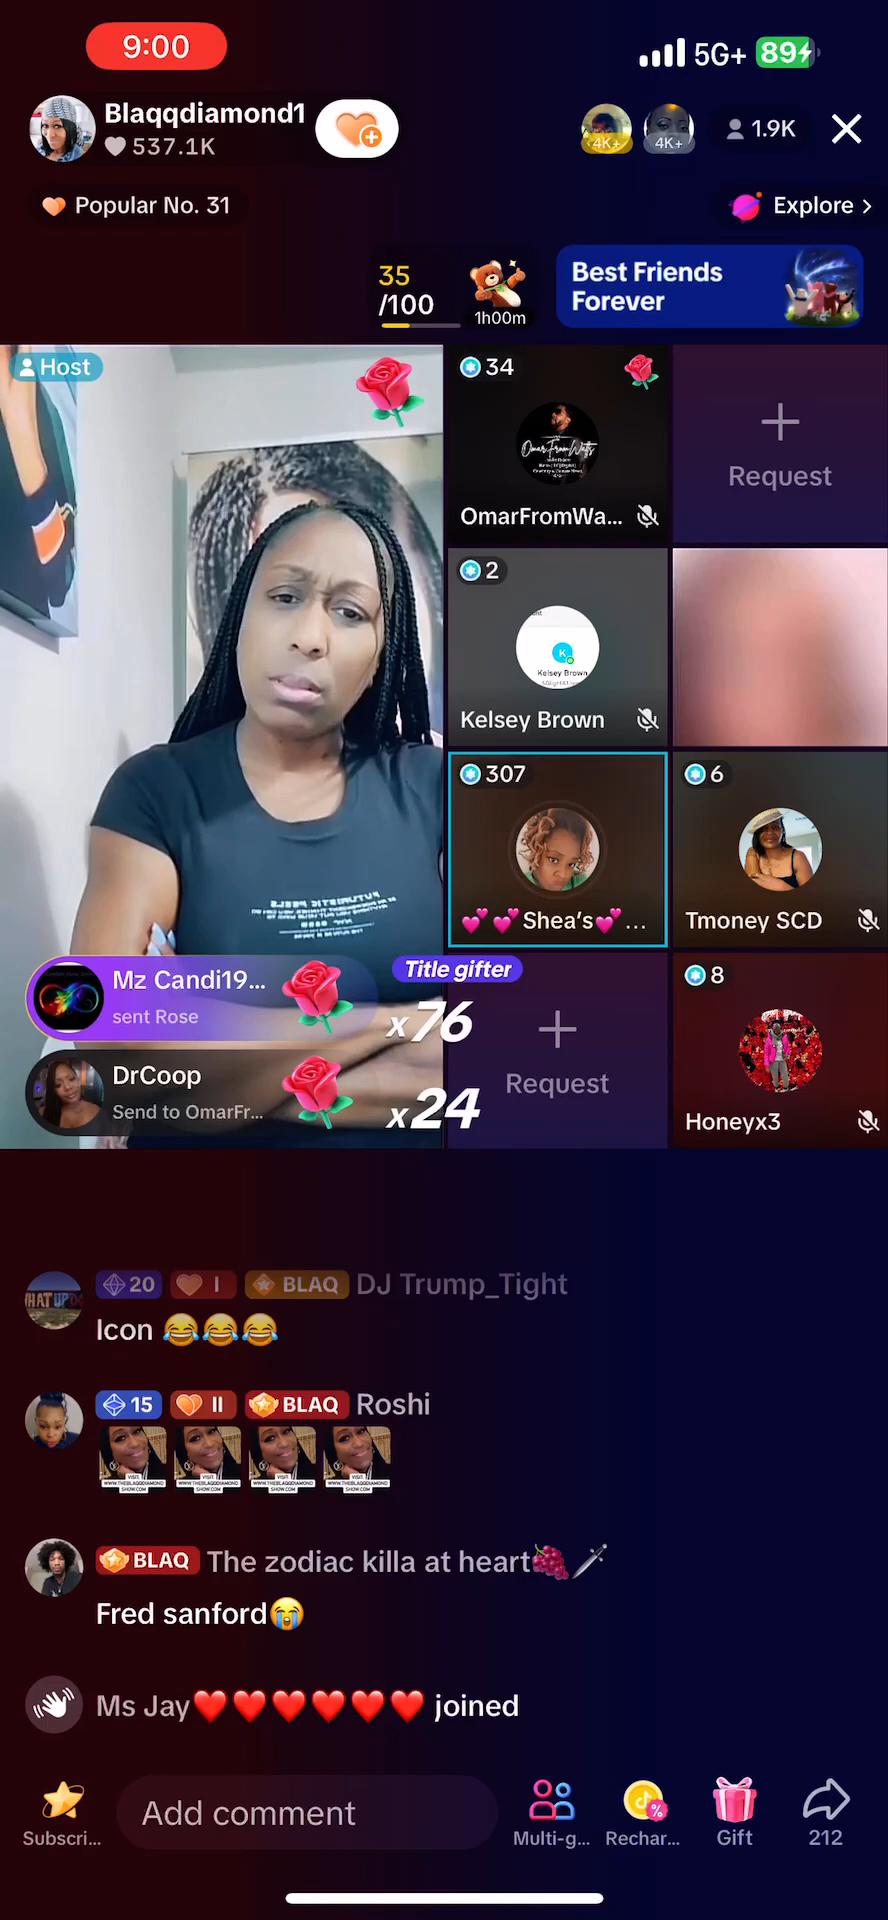 9:00
5G+
89
Blaqqdiamond1
537.1K
4K+
4K+
1.9K
Popular No. 31
Explore >
35
/100
1h00m
Best Friends
Forever
Host
34
OmarFromWa...
Request
2
Kelsey Brown
Kelsey Brown
307
💕💕Shea's💕...
6
Tmoney SCD
Title gifter
Mz Candi19...
sent Rose
x76
DrCoop
Send to OmarFr...
x24
Request
8
Honeyx3
20 I BLAQ DJ Trump_Tight
Icon 😂😂😂
15 II BLAQ Roshi
BLAQ The zodiac killa at heart🍇🗡️
Fred sanford😭
Ms Jay❤️❤️❤️❤️❤️❤️ joined
Add comment
Subscri...
Multi-g...
Rechar...
Gift
212